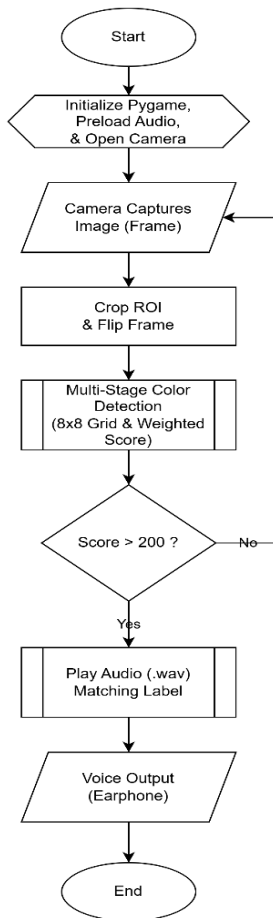 Start
Initialize Pygame,
Preload Audio,
& Open Camera
Camera Captures
Image (Frame)
Crop ROI
& Flip Frame
Multi-Stage Color
Detection
(8x8 Grid & Weighted
Score)
Score > 200 ?
No
Yes
Play Audio (.wav)
Matching Label
Voice Output
(Earphone)
End